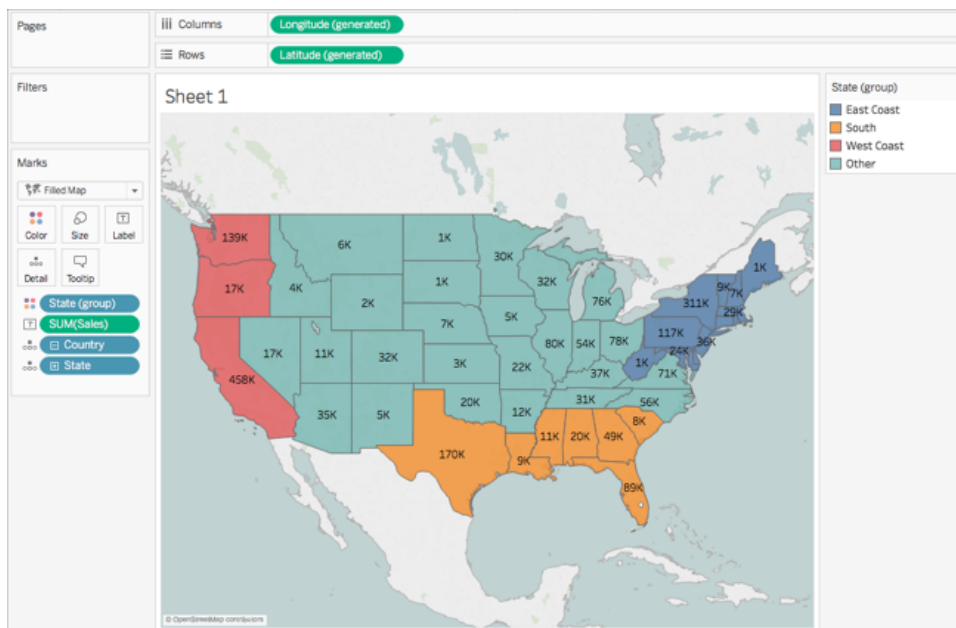 Pages
Columns
Longitude (generated)
Rows
Latitude (generated)
Filters
Sheet 1
State (group)
East Coast
South
West Coast
Other
Marks
Filled Map
Color
Size
Label
Detail
Tooltip
State (group)
SUM(Sales)
Country
State
139K
6K
1K
30K
1K
17K
4K
1K
32K
76K
9K
7K
311K
29K
2K
7K
5K
117K
36K
24K
17K
11K
32K
3K
80K
54K
78K
1K
71K
458K
22K
37K
35K
5K
20K
12K
31K
56K
170K
9K
11K
20K
49K
8K
89K
© OpenStreetMap contributors